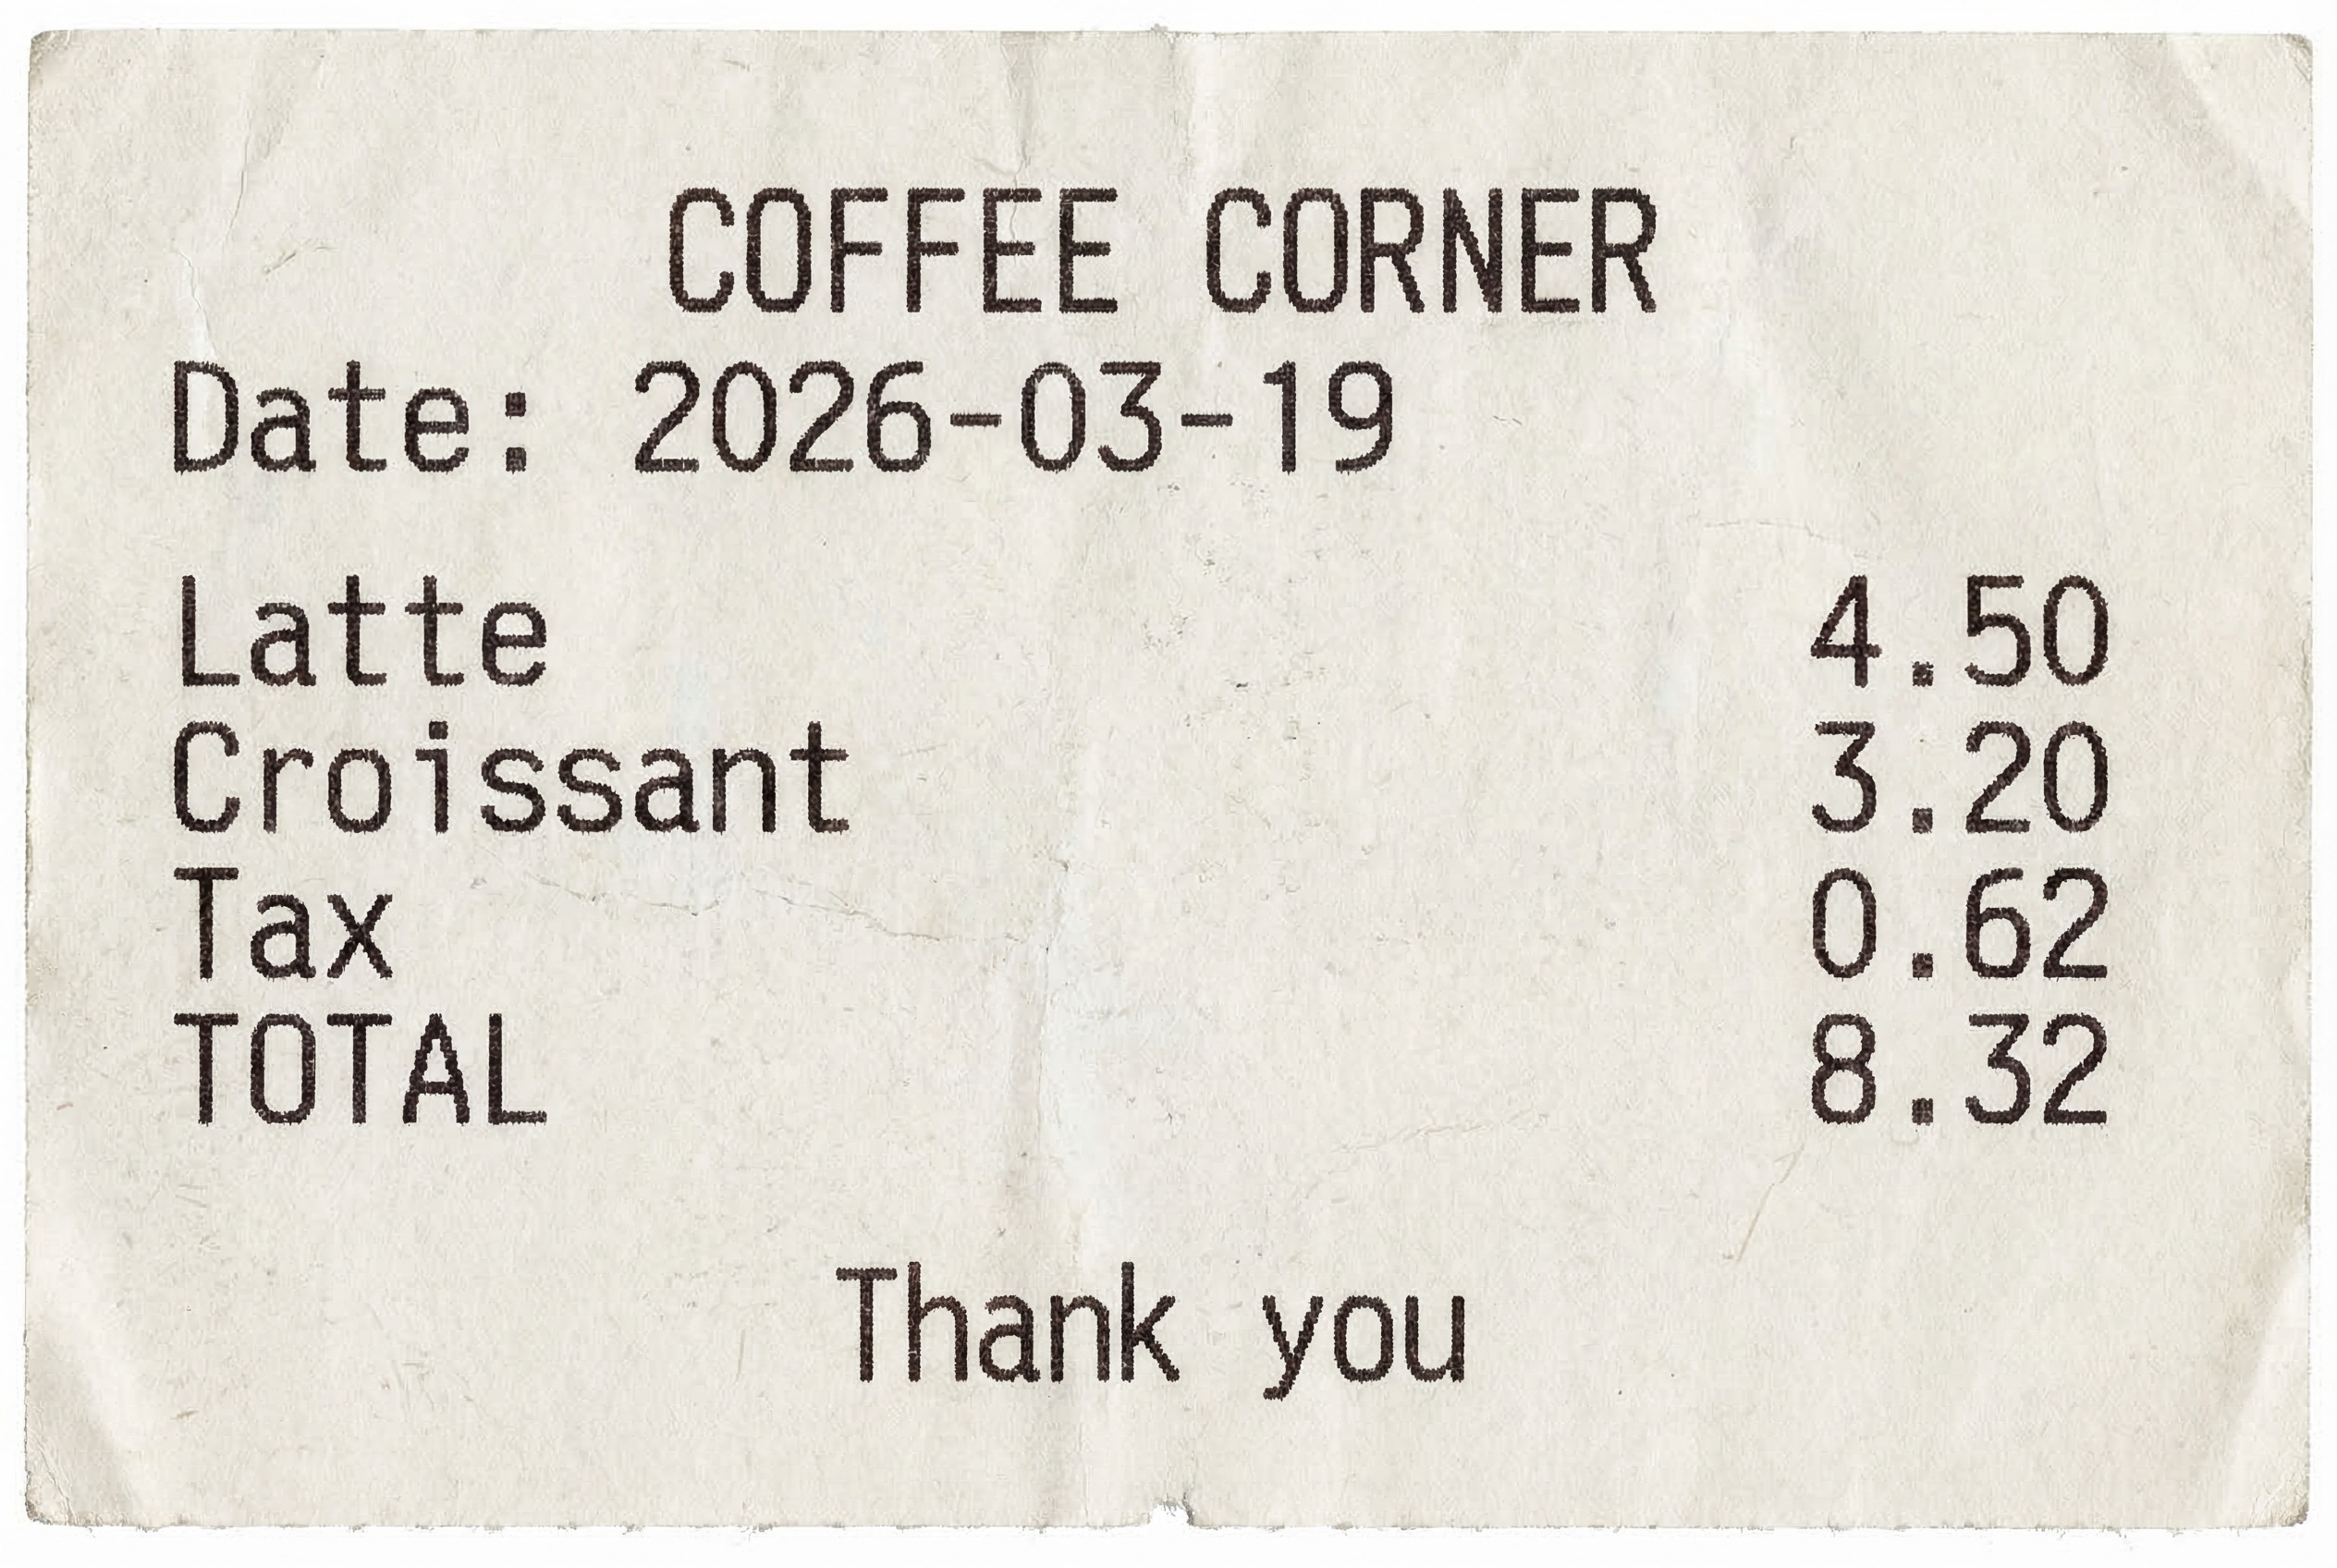 COFFEE CORNER
Date: 2026-03-19
Latte 4.50
Croissant 3.20
Tax 0.62
TOTAL 8.32
Thank you